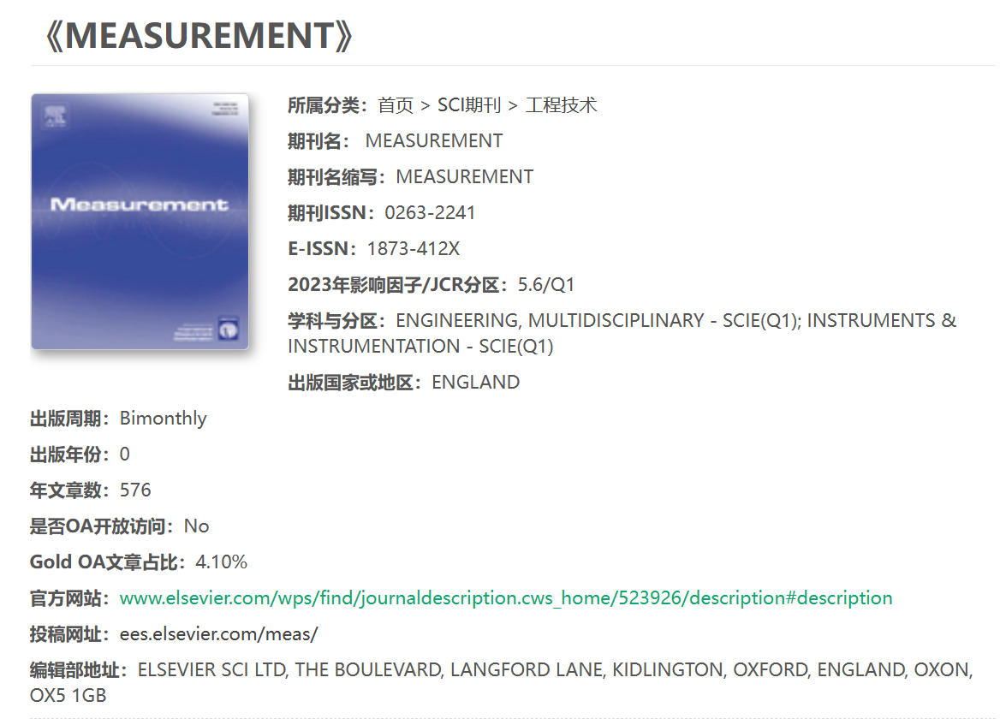 《MEASUREMENT》
Measurement
所属分类：首页 > SCI期刊 > 工程技术
期刊名： MEASUREMENT
期刊名缩写：MEASUREMENT
期刊ISSN：0263-2241
E-ISSN：1873-412X
2023年影响因子/JCR分区：5.6/Q1
学科与分区：ENGINEERING, MULTIDISCIPLINARY - SCIE(Q1); INSTRUMENTS &
INSTRUMENTATION - SCIE(Q1)
出版国家或地区：ENGLAND
出版周期：Bimonthly
出版年份：0
年文章数：576
是否OA开放访问：No
Gold OA文章占比：4.10%
官方网站：www.elsevier.com/wps/find/journaldescription.cws_home/523926/description#description
投稿网址：ees.elsevier.com/meas/
编辑部地址：ELSEVIER SCI LTD, THE BOULEVARD, LANGFORD LANE, KIDLINGTON, OXFORD, ENGLAND, OXON,
OX5 1GB